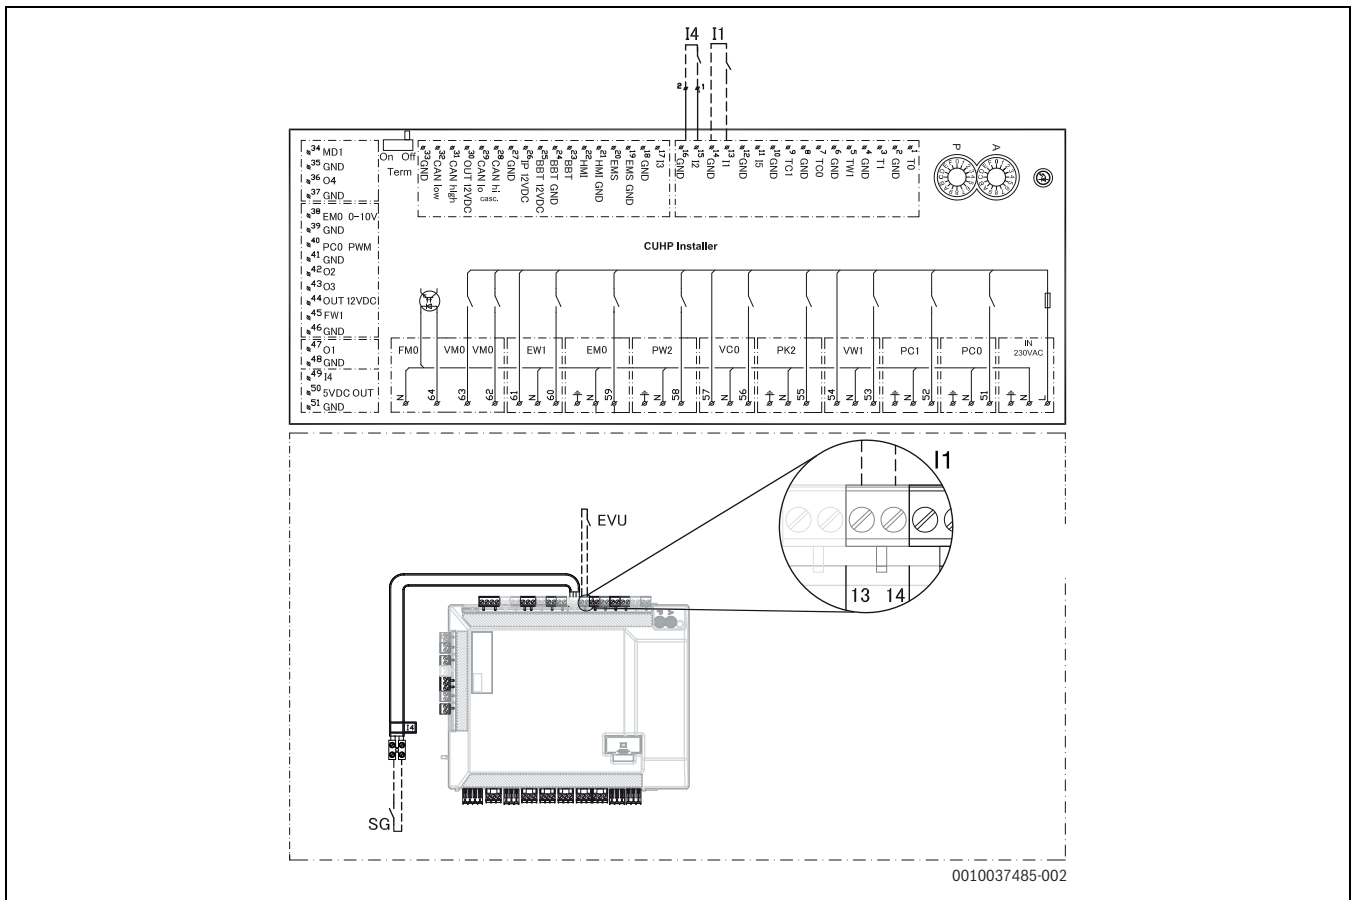 I4 I1
2 1
34 MD1
35 GND
36 O4
37 GND
38 EM0 0-10V
39 GND
40 PC0 PWM
41 GND
42 O2
43 O3
44 OUT 12VDC
45 FW1
46 GND
47 O1
48 GND
49 I4
50 5VDC OUT
51 GND
On Off
Term
33 GND
32 CAN low
31 CAN high
30 OUT 12VDC
29 CAN lo
28 CAN hi
casc.
27 GND
26 IP 12VDC
25 BBT 12VDC
24 BBT GND
23 BBT
22 HMI
21 HMI GND
20 EMS
19 EMS GND
18 GND
17 I3
16 GND
15 I2
14 GND
13 I1
12 GND
11 I5
10 GND
9 TC1
8 GND
7 TC0
6 GND
5 TW1
4 GND
3 T1
2 GND
1 T0
P A
CUHP Installer
FM0 VM0 VM0 EW1 EM0 PW2 VC0 PK2 VW1 PC1 PC0 IN
230VAC
N 64 63 62 61 N 60 N 59 N 58 57 N 56 N 55 54 N 53 N 52 N 51 N L
I1
13 14
EVU
A
P
I4
SG
0010037485-002